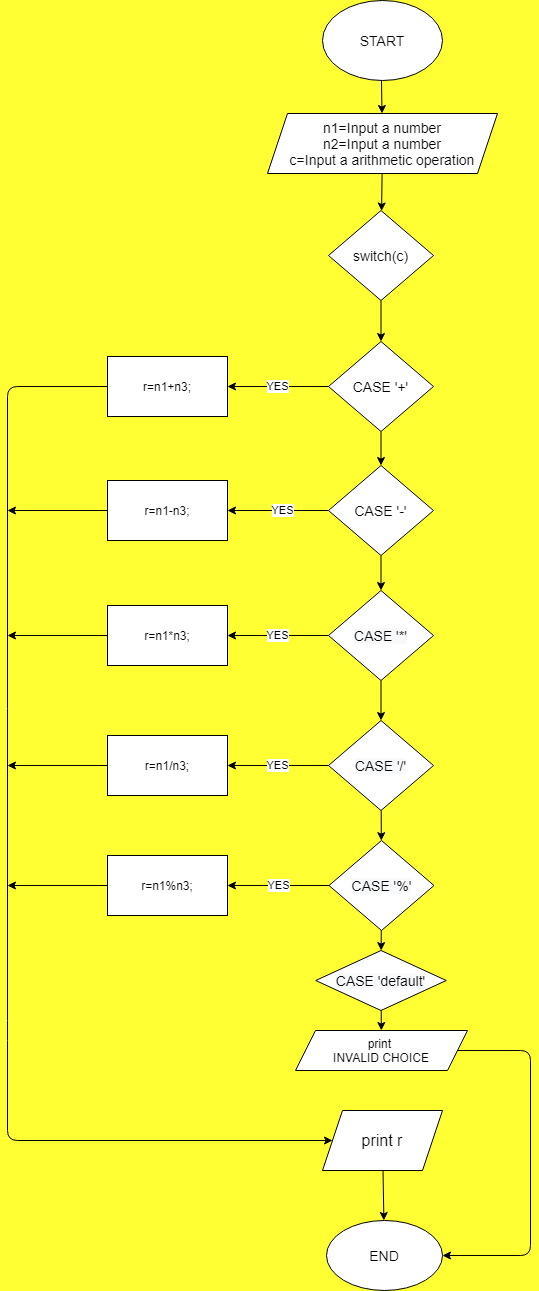 START
n1=Input a number
n2=Input a number
c=Input a arithmetic operation
switch(c)
r=n1+n3;
YES
CASE '+'
r=n1-n3;
YES
CASE '-'
r=n1*n3;
YES
CASE '*'
r=n1/n3;
YES
CASE '/'
r=n1%n3;
YES
CASE '%'
CASE 'default'
print
INVALID CHOICE
print r
END